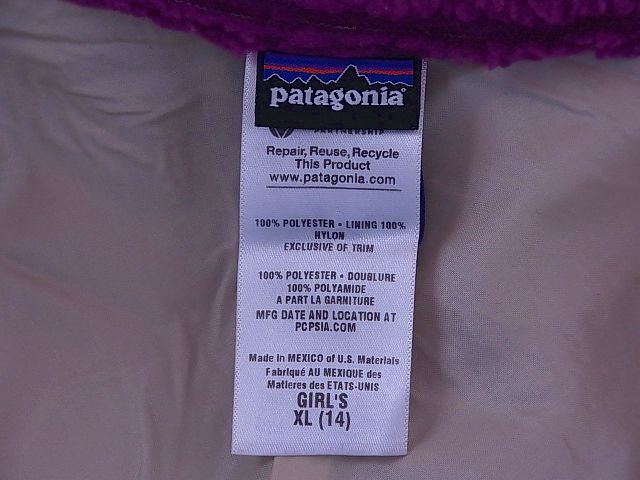 patagonia®
PARTNERSHIP
Repair, Reuse, Recycle
This Product
www.patagonia.com
100% POLYESTER • LINING 100%
NYLON
EXCLUSIVE OF TRIM
100% POLYESTER • DOUBLURE
100% POLYAMIDE
A PART LA GARNITURE
MFG DATE AND LOCATION AT
PCPSIA.COM
Made in MEXICO of U.S. Materials
Fabriqué AU MEXIQUE des
Matieres des ETATS-UNIS
GIRL'S
XL (14)